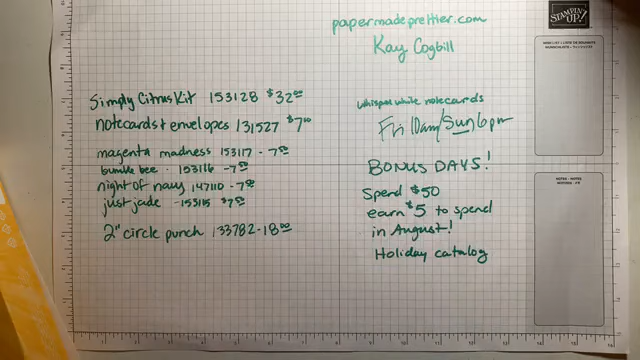 papermadeprettier.com
Kay Cogbill
STAMPIN' UP!
Simply Citrus Kit 153128 $32.00
notecards + envelopes 131527 $7.00
magenta madness 153117 - 7.50
bumble bee - 153116 - 7.50
night of navy 147110 - 7.50
just jade - 153115 $7.50
2" circle punch 133782 - 18.00
whisper white notecards
Fri 10am/Sun 6pm
BONUS DAYS!
Spend $50
earn $5 to spend
in August!
Holiday catalog